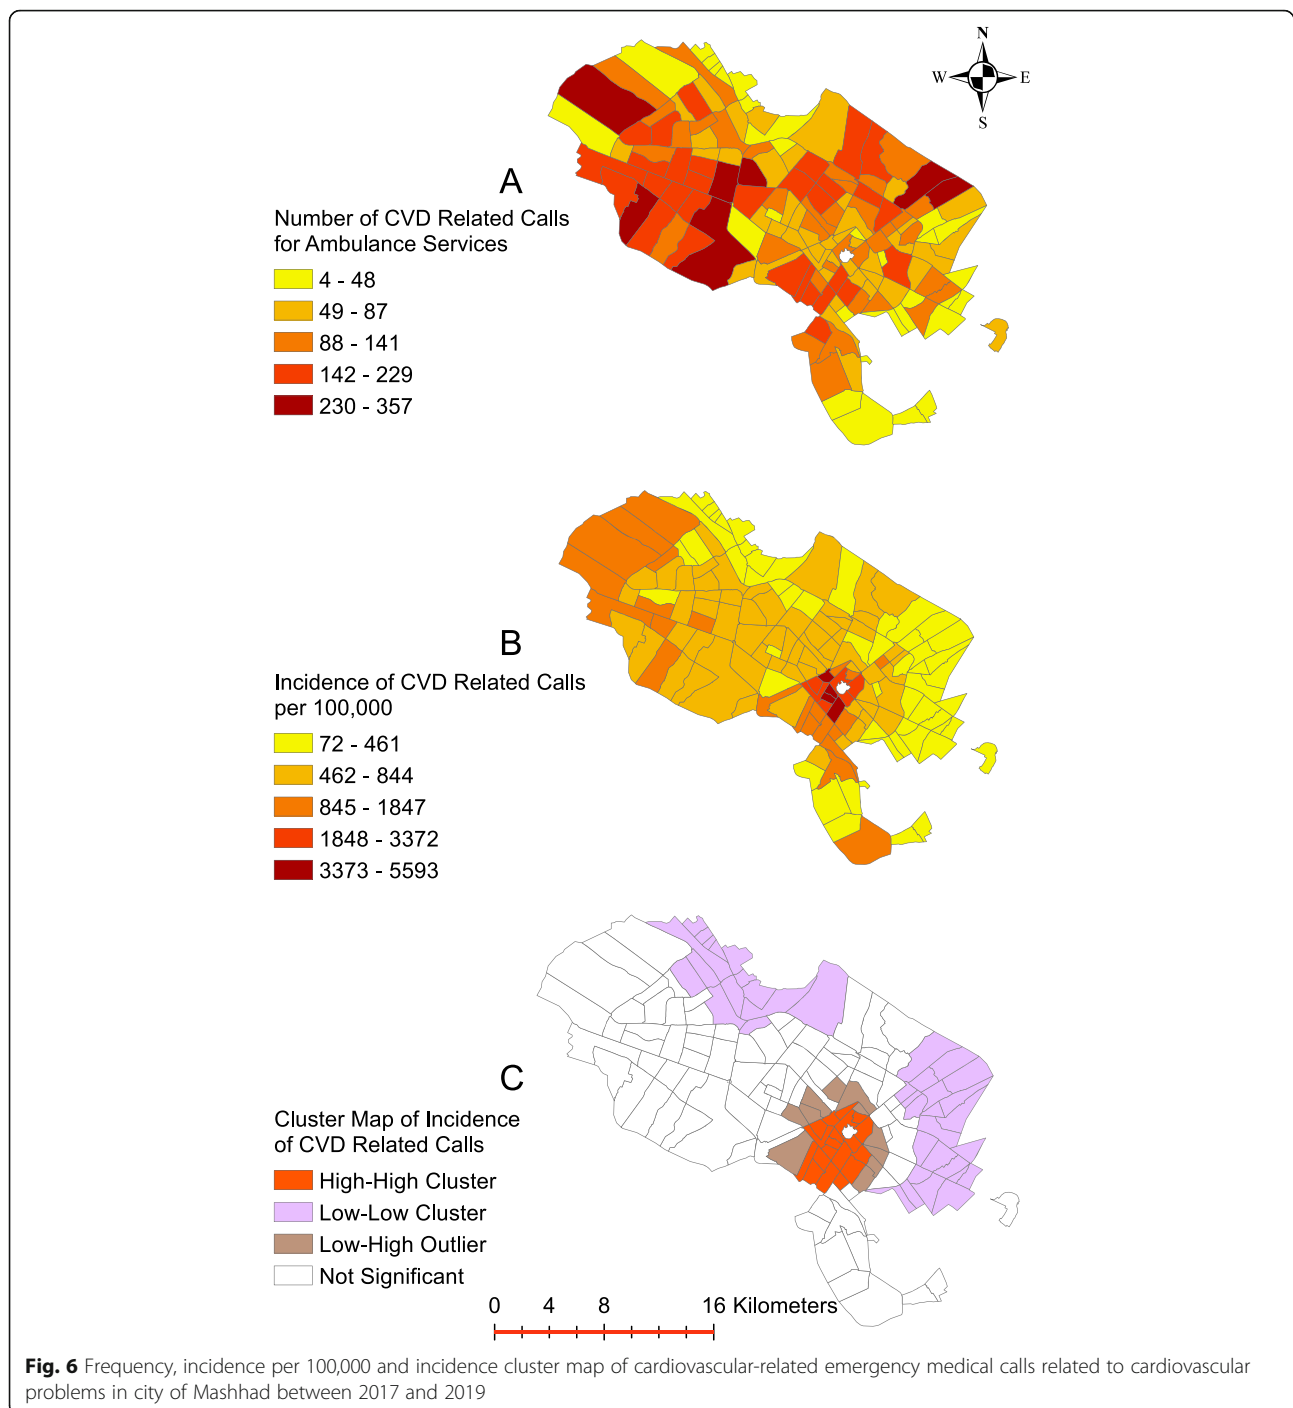 N
W
E
S
A
Number of CVD Related Calls
for Ambulance Services
4 - 48
49 - 87
88 - 141
142 - 229
230 - 357
B
Incidence of CVD Related Calls
per 100,000
72 - 461
462 - 844
845 - 1847
1848 - 3372
3373 - 5593
C
Cluster Map of Incidence
of CVD Related Calls
High-High Cluster
Low-Low Cluster
Low-High Outlier
Not Significant
0 4 8 16 Kilometers
Fig. 6 Frequency, incidence per 100,000 and incidence cluster map of cardiovascular-related emergency medical calls related to cardiovascular
problems in city of Mashhad between 2017 and 2019